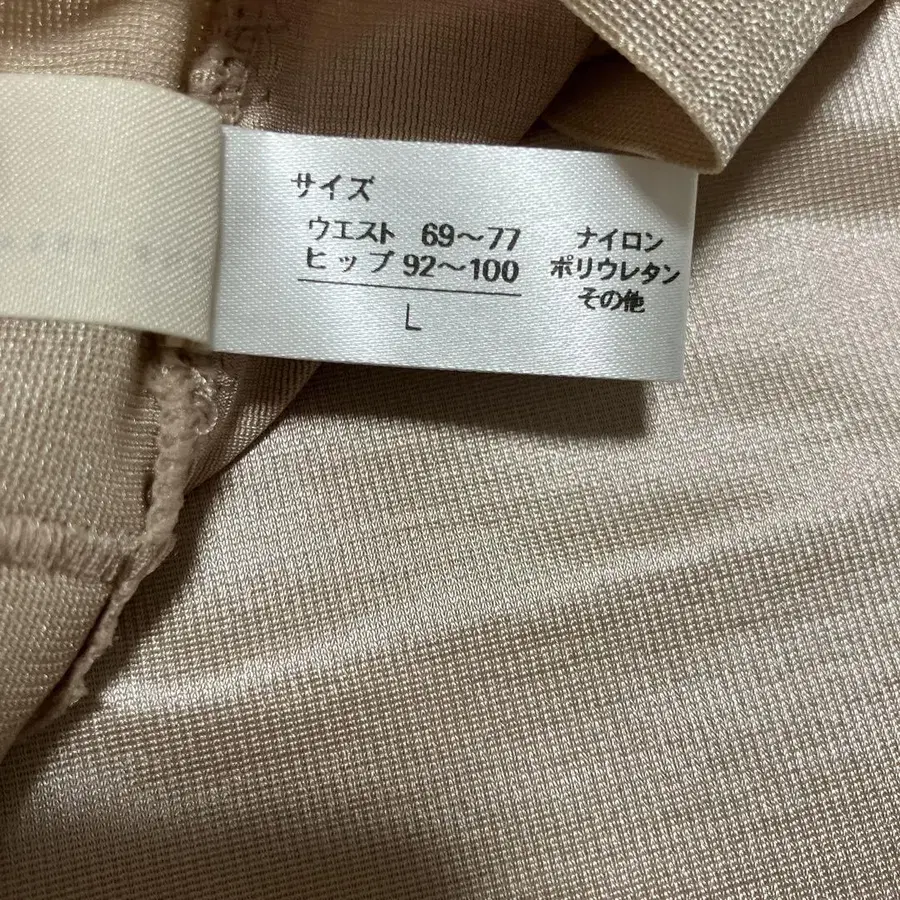 サイズ
ウエスト 69〜77
ヒップ 92〜100
L
ナイロン
ポリウレタン
その他